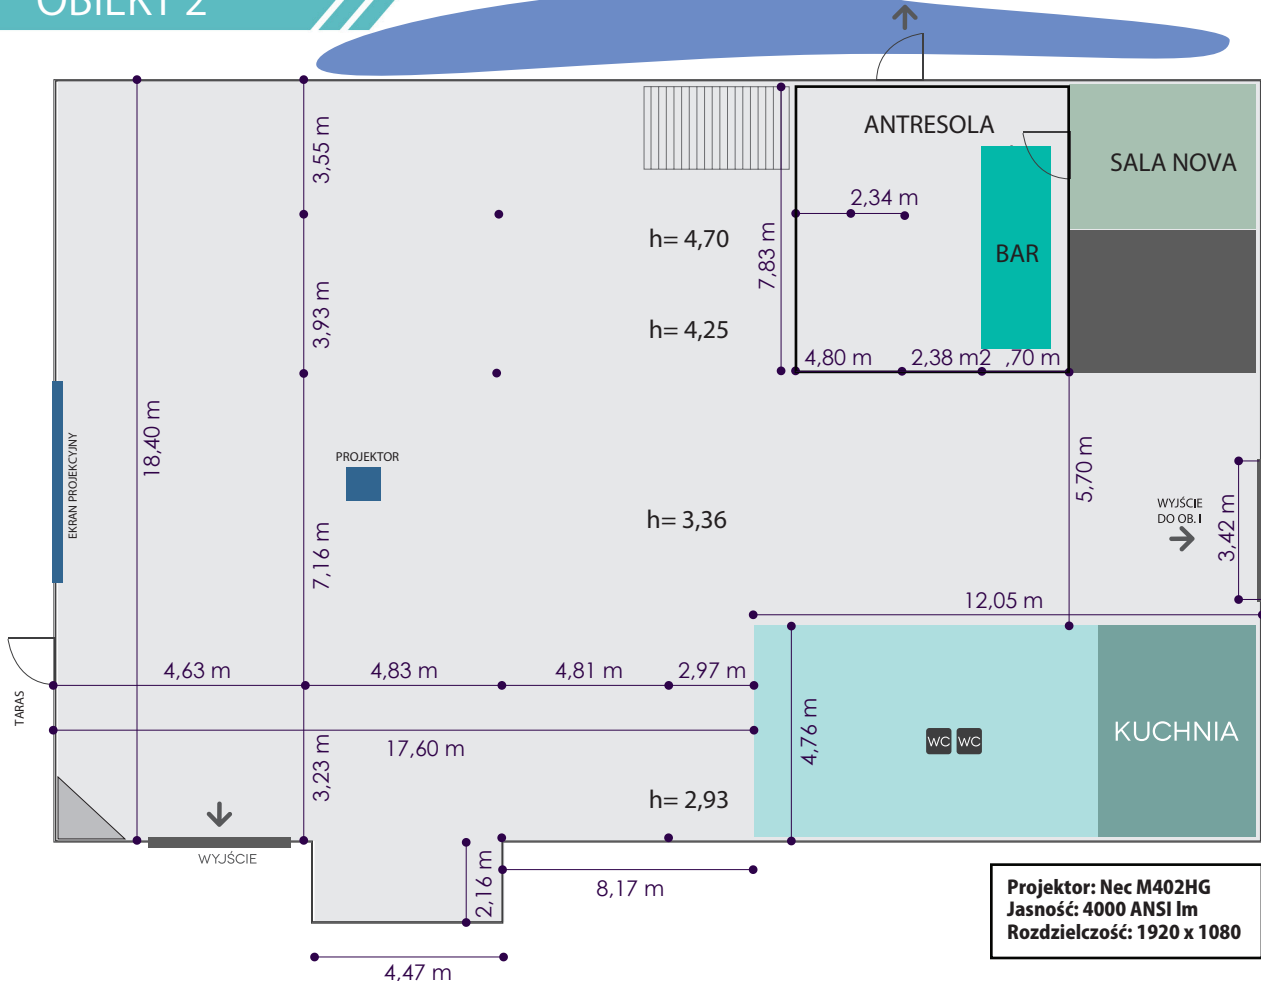 OBIEKT 2
ANTRESOLA
SALA NOVA
3,55 m
2,34 m
h= 4,70
7,83 m
BAR
3,93 m
h= 4,25
4,80 m
2,38 m2
,70 m
18,40 m
EKRAN PROJEKCYJNY
PROJEKTOR
5,70 m
h= 3,36
WYJŚCIE
DO OB. I
3,42 m
7,16 m
12,05 m
TARAS
4,63 m
4,83 m
4,81 m
2,97 m
4,76 m
WC
WC
KUCHNIA
17,60 m
3,23 m
h= 2,93
WYJŚCIE
2,16 m
8,17 m
4,47 m
Projektor: Nec M402HG
Jasność: 4000 ANSI lm
Rozdzielczość: 1920 x 1080